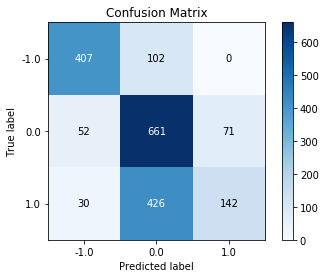 Confusion Matrix
-1.0 407 102 0 600
500
0.0 52 661 71 400
300
1.0 30 426 142 200
100
0
-1.0 0.0 1.0
True label
Predicted label